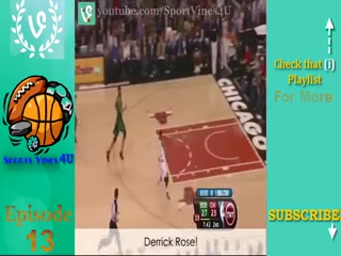 youtube.com/SportVines4U
Check that (i)
Playlist
For More
CHICAGO
SPORTS VINES 4U
Episode
13
SUBSCRIBE
Derrick Rose!